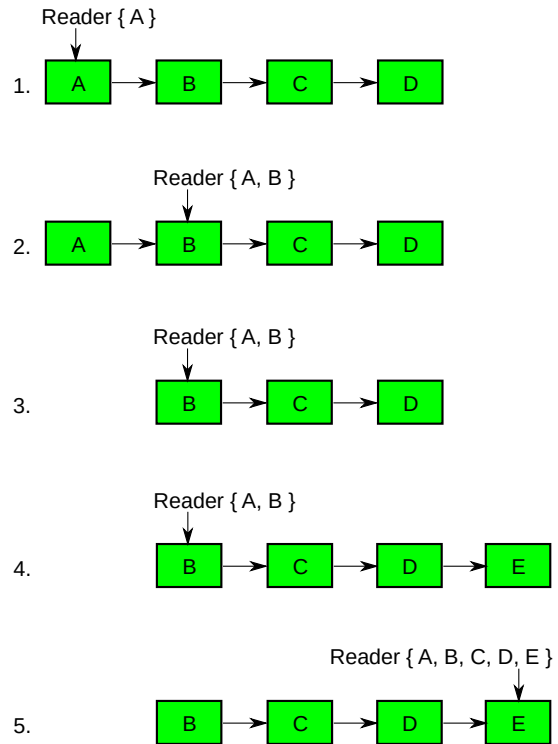 Reader { A }
1. A B C D
Reader { A, B }
2. A B C D
Reader { A, B }
3. B C D
Reader { A, B }
4. B C D E
Reader { A, B, C, D, E }
5. B C D E